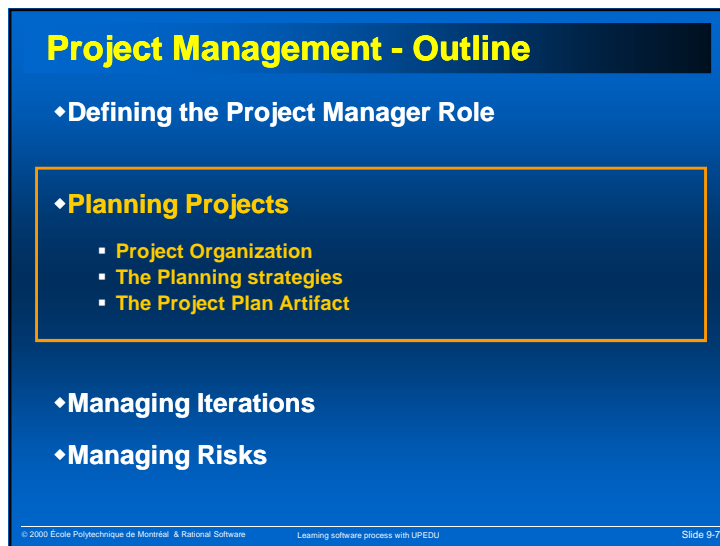 Project Management - Outline
Defining the Project Manager Role
Planning Projects
Project Organization
The Planning strategies
The Project Plan Artifact
Managing Iterations
Managing Risks
© 2000 École Polytechnique de Montréal & Rational Software Learning software process with UPEDU Slide 9-7